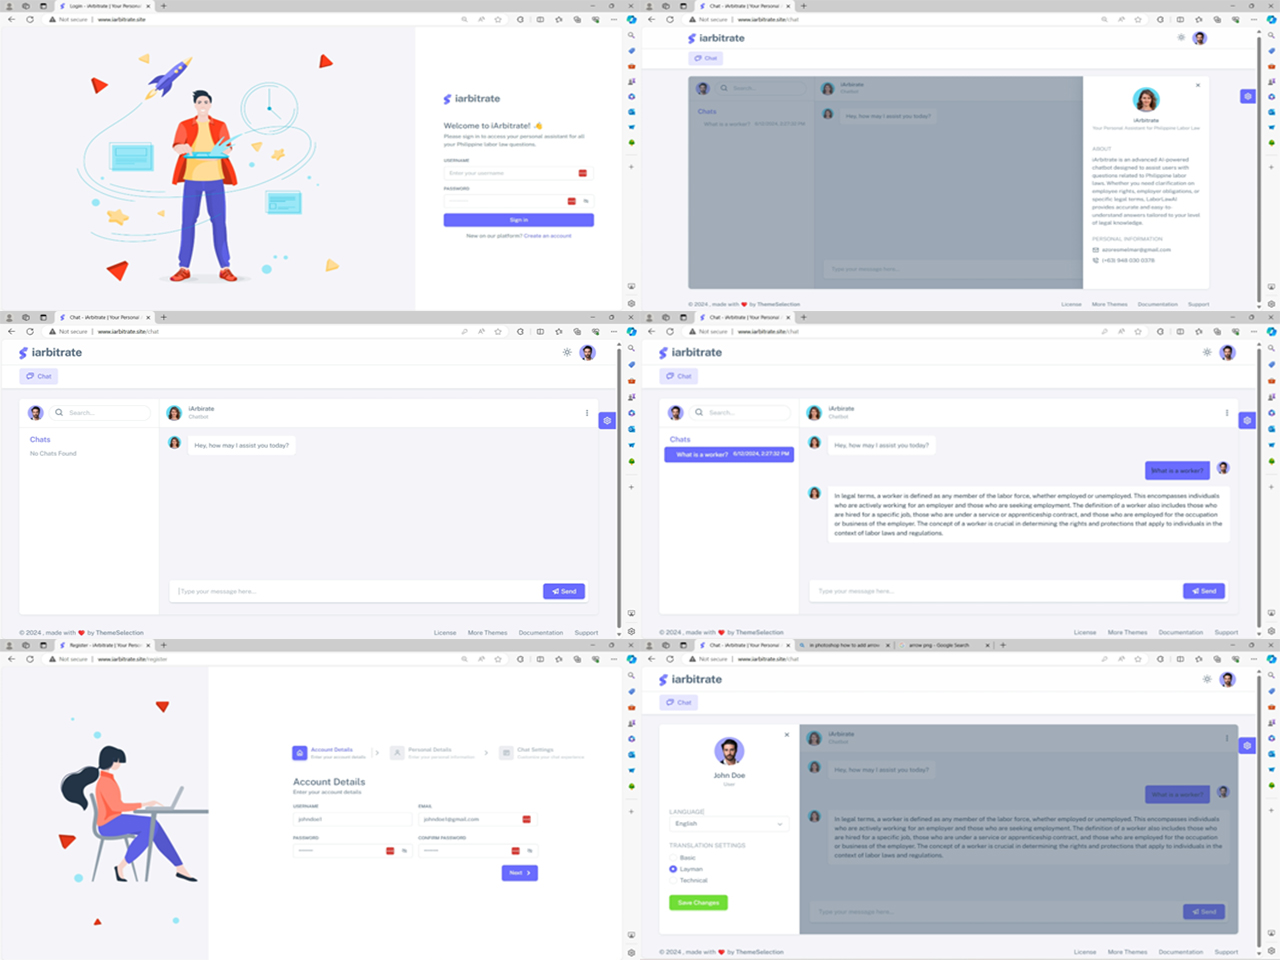 Login - iArbitrate | Your Personal
Not secure | www.iarbitrate.site
iarbitrate
Welcome to iArbitrate! 👋
Please sign in to access your personal assistant for all
your Philippine labor law questions.
USERNAME
Enter your username
PASSWORD
Sign in
New on our platform? Create an account
Chat - iArbitrate | Your Personal
Not secure | www.iarbitrate.site/chat
iarbitrate
Chat
Search...
Chats
What is a worker? 6/12/2024, 2:27:32 PM
iArbirate
Chatbot
Hey, how may I assist you today?
Type your message here...
iArbitrate
Your Personal Assistant for Philippine Labor Law
ABOUT
iArbitrate is an advanced AI-powered
chatbot designed to assist users with
questions related to Philippine labor
laws. Whether you need clarification on
employee rights, employer obligations, or
specific legal terms, LaborLawAI
provides accurate and easy-to-
understand answers tailored to your level
of legal knowledge.
PERSONAL INFORMATION
(+63) 948 030 0378
© 2024 , made with ❤️ by ThemeSelection
License More Themes Documentation Support
Chat - iArbitrate | Your Personal
Not secure | www.iarbitrate.site/chat
iarbitrate
Chat
Search...
Chats
No Chats Found
iArbirate
Chatbot
Hey, how may I assist you today?
Type your message here...
Send
© 2024 , made with ❤️ by ThemeSelection
License More Themes Documentation Support
Chat - iArbitrate | Your Personal
Not secure | www.iarbitrate.site/chat
iarbitrate
Chat
Search...
Chats
What is a worker? 6/12/2024, 2:27:32 PM
iArbirate
Chatbot
Hey, how may I assist you today?
What is a worker?
In legal terms, a worker is defined as any member of the labor force, whether employed or unemployed. This encompasses individuals
who are actively working for an employer and those who are seeking employment. The definition of a worker also includes those who
are hired for a specific job, those who are under a service or apprenticeship contract, and those who are employed for the occupation
or business of the employer. The concept of a worker is crucial in determining the rights and protections that apply to individuals in the
context of labor laws and regulations.
Type your message here...
Send
© 2024 , made with ❤️ by ThemeSelection
License More Themes Documentation Support
Register - iArbitrate | Your Personal
Not secure | www.iarbitrate.site/register
Account Details
Enter your account details
Personal Details
Enter your personal information
Chat Settings
Customize your chat experience
Account Details
Enter your account details
USERNAME
johndoe1
EMAIL
johndoe1@gmail.com
PASSWORD
CONFIRM PASSWORD
Next
Chat - iArbitrate | Your Personal
in photoshop how to add arrow
arrow png - Google Search
Not secure | www.iarbitrate.site/chat
iarbitrate
Chat
John Doe
User
LANGUAGE
English
TRANSLATION SETTINGS
Basic
Layman
Technical
Save Changes
iArbirate
Chatbot
Hey, how may I assist you today?
What is a worker?
In legal terms, a worker is defined as any member of the labor force, whether employed or unemployed. This encompasses individuals
who are actively working for an employer and those who are seeking employment. The definition of a worker also includes those who
are hired for a specific job, those who are under a service or apprenticeship contract, and those who are employed for the occupation
or business of the employer. The concept of a worker is crucial in determining the rights and protections that apply to individuals in the
context of labor laws and regulations.
Type your message here...
Send
© 2024 , made with ❤️ by ThemeSelection
License More Themes Documentation Support